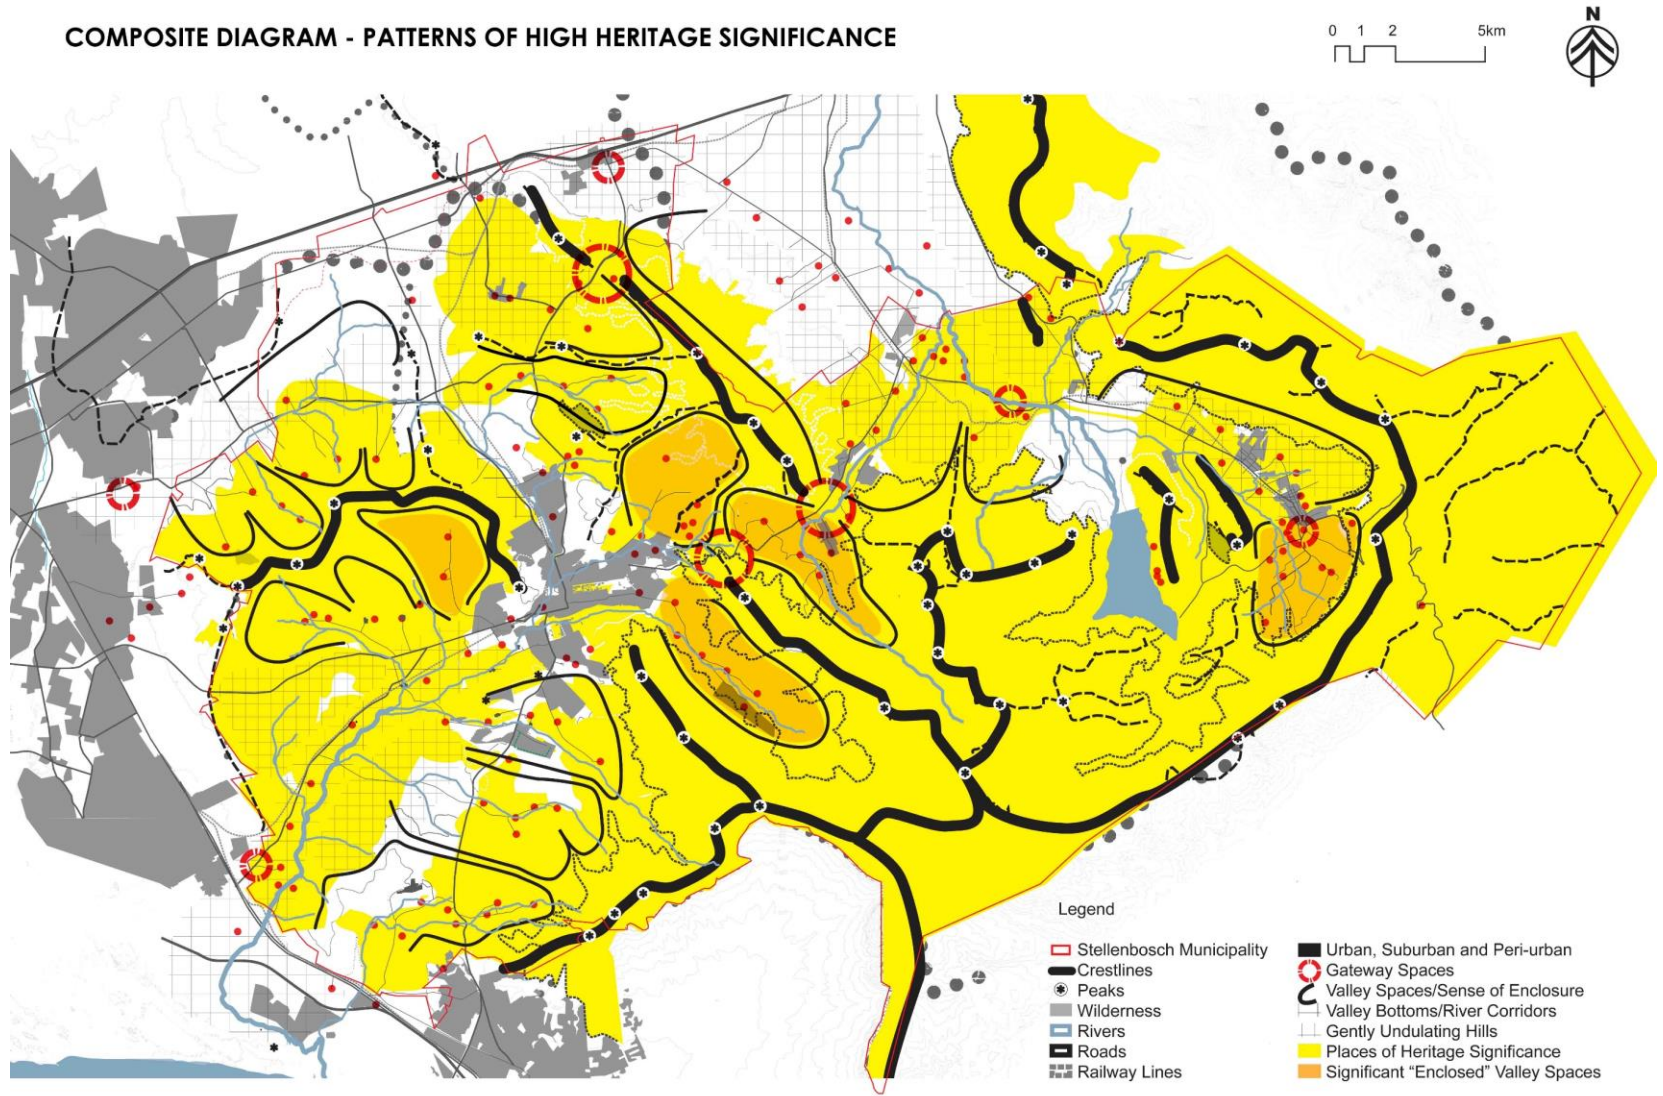 COMPOSITE DIAGRAM - PATTERNS OF HIGH HERITAGE SIGNIFICANCE
0 1 2 5km
N
Legend
Stellenbosch Municipality
Crestlines
Peaks
Wilderness
Rivers
Roads
Railway Lines
Urban, Suburban and Peri-urban
Gateway Spaces
Valley Spaces/Sense of Enclosure
Valley Bottoms/River Corridors
Gently Undulating Hills
Places of Heritage Significance
Significant “Enclosed” Valley Spaces